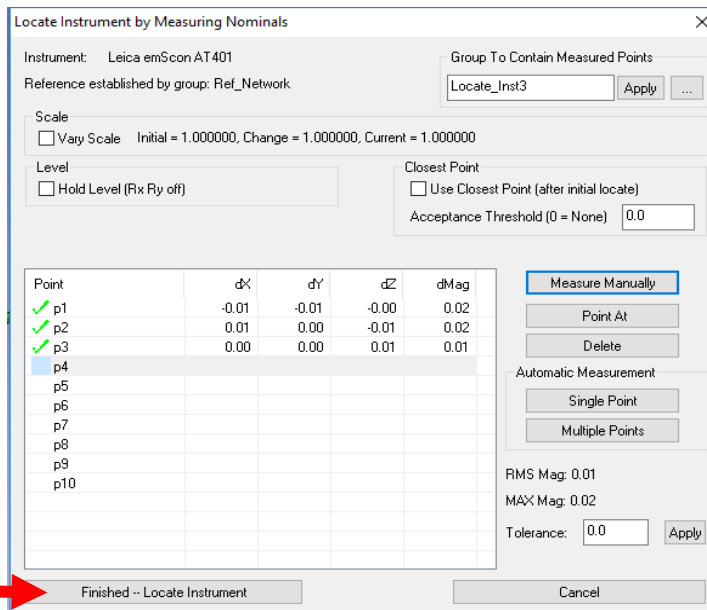 Locate Instrument by Measuring Nominals
Instrument: Leica emScon AT401
Reference established by group: Ref_Network
Group To Contain Measured Points
Locate_Inst3 Apply ...
Scale
Vary Scale Initial = 1.000000, Change = 1.000000, Current = 1.000000
Level
Hold Level (Rx Ry off)
Closest Point
Use Closest Point (after initial locate)
Acceptance Threshold (0 = None) 0.0
Point dX dY dZ dMag
p1 -0.01 -0.01 -0.00 0.02
p2 0.01 0.00 -0.01 0.02
p3 0.00 0.00 0.01 0.01
p4
p5
p6
p7
p8
p9
p10
Measure Manually
Point At
Delete
Automatic Measurement
Single Point
Multiple Points
RMS Mag: 0.01
MAX Mag: 0.02
Tolerance: 0.0 Apply
Finished -- Locate Instrument Cancel